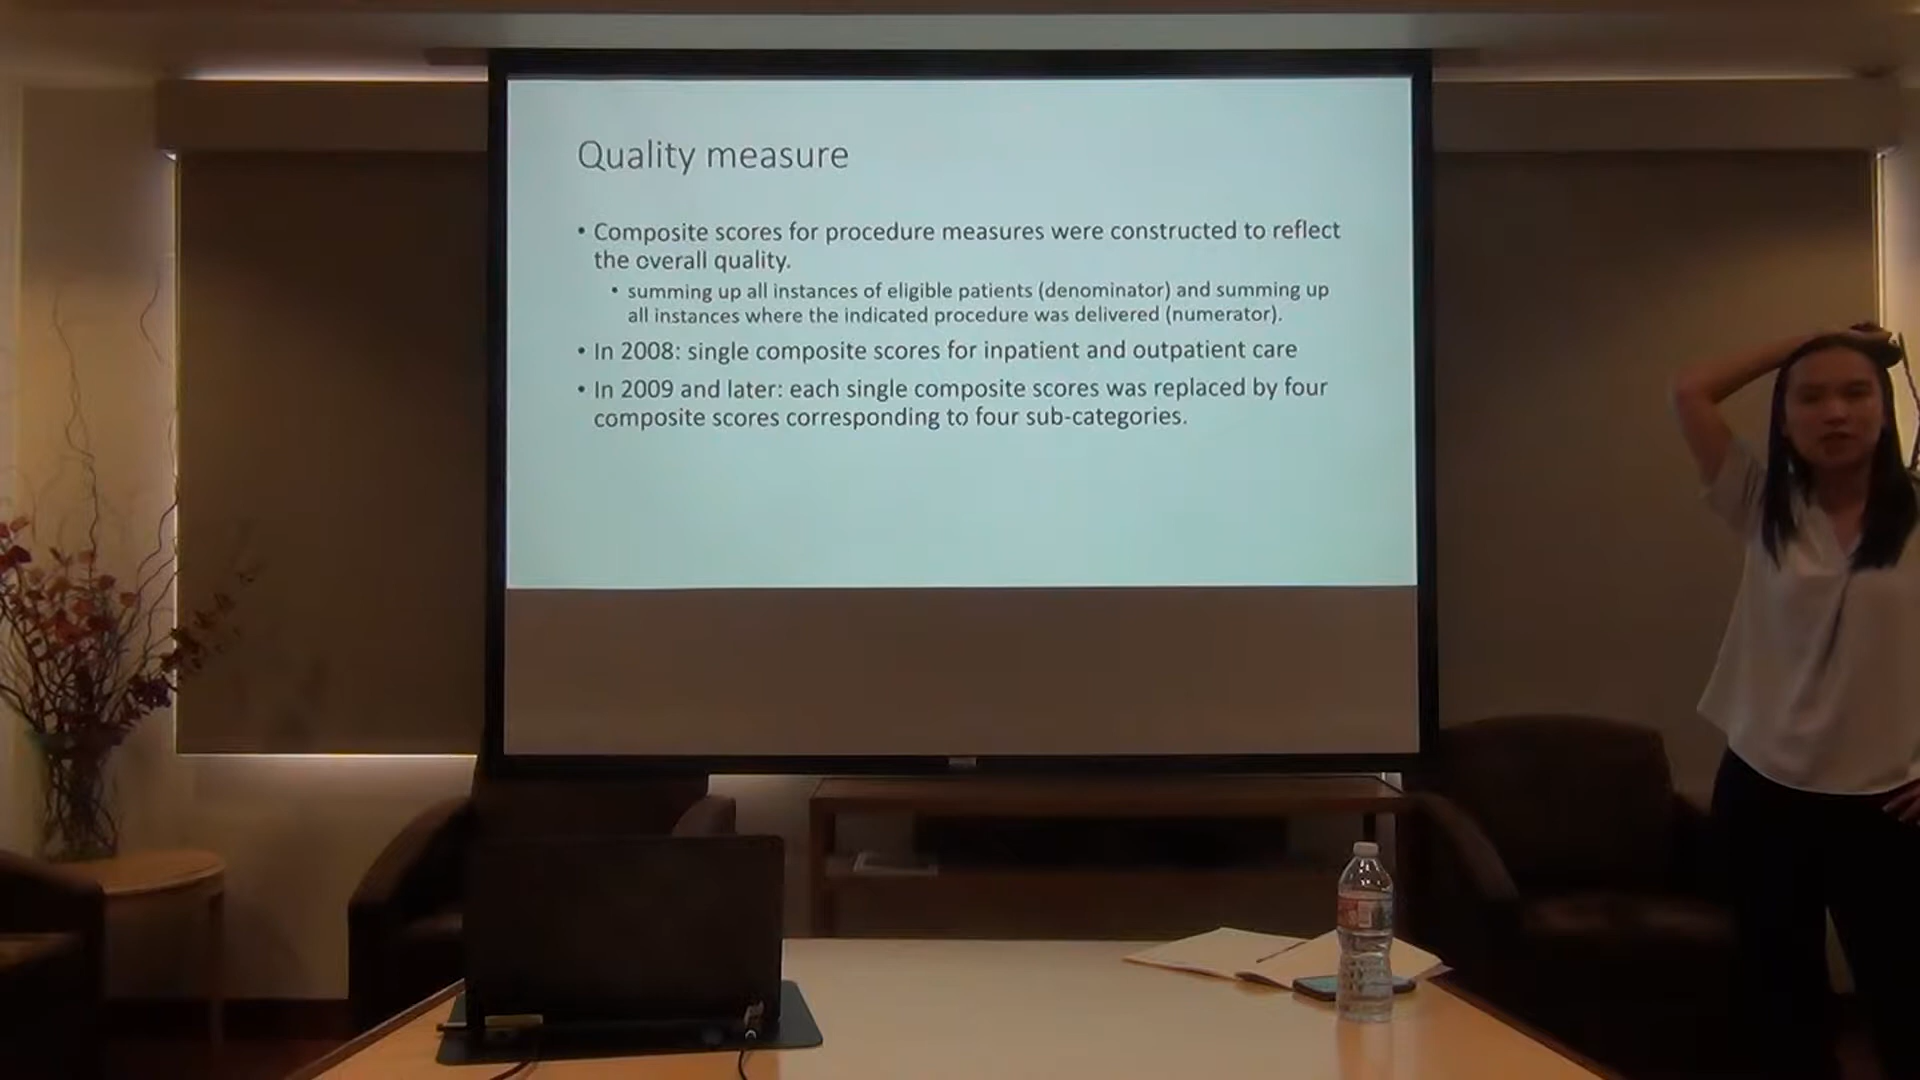 Quality measure
• Composite scores for procedure measures were constructed to reflect
the overall quality.
• summing up all instances of eligible patients (denominator) and summing up
all instances where the indicated procedure was delivered (numerator).
• In 2008: single composite scores for inpatient and outpatient care
• In 2009 and later: each single composite scores was replaced by four
composite scores corresponding to four sub-categories.